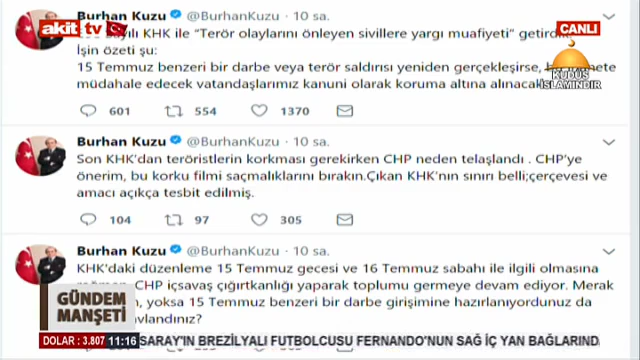 Burhan Kuzu @BurhanKuzu · 10 sa.
akit tv
CANLI
sayılı KHK ile "Terör olaylarını önleyen sivillere yargı muafiyeti" getirdik
İşin özeti şu:
15 Temmuz benzeri bir darbe veya terör saldırısı yeniden gerçekleşirse,
müdahale edecek vatandaşlarımız kanuni olarak koruma altına
KUDÜS
İSLAMINDIR
601 554 1370
Burhan Kuzu @BurhanKuzu · 10 sa.
Son KHK'dan teröristlerin korkması gerekirken CHP neden telaşlandı . CHP'ye
önerim, bu korku filmi saçmalıklarını bırakın.Çıkan KHK'nın sınırı belli;çerçevesi ve
amacı açıkça tesbit edilmiş.
104 97 305
Burhan Kuzu @BurhanKuzu · 10 sa.
KHK'daki düzenleme 15 Temmuz gecesi ve 16 Temmuz sabahı ile ilgili olmasına
CHP içsavaş çığırtkanlığı yaparak toplumu germeye devam ediyor. Merak
yoksa 15 Temmuz benzeri bir darbe girişimine hazırlanıyordunuz da
GÜNDEM
MANŞETİ
DOLAR : 3.807 11:16 SARAY'IN BREZİLYALI FUTBOLCUSU FERNANDO'NUN SAĞ İÇ YAN BAĞLARINDA